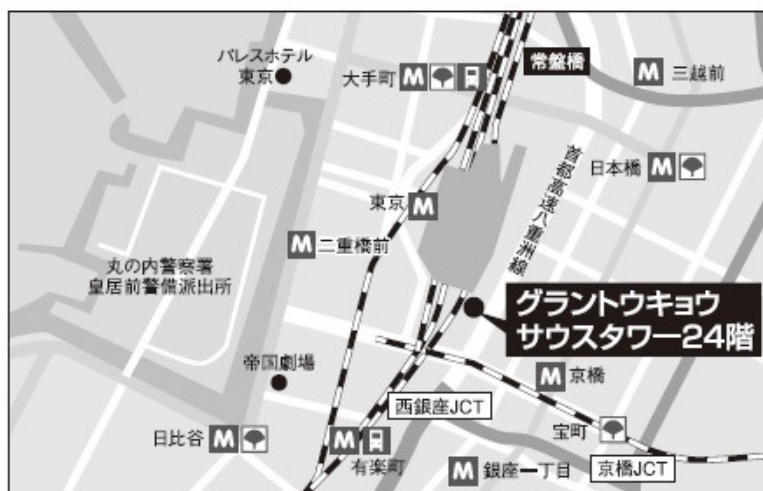 パレスホテル
東京
大手町
M
常盤橋
M
三越前
日本橋
M
首都高速八重洲線
東京
M
M
二重橋前
丸の内警察署
皇居前警備派出所
グラントウキョウ
サウスタワー24階
帝国劇場
M
京橋
西銀座JCT
宝町
日比谷
M
M
有楽町
M
銀座一丁目
京橋JCT